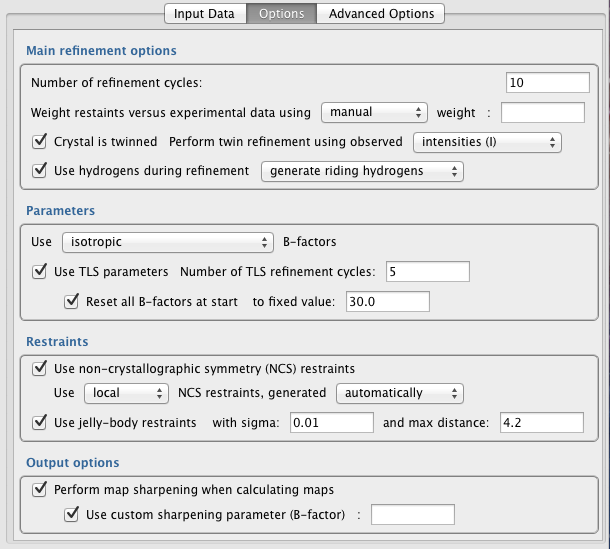 Input Data Options Advanced Options
Main refinement options
Number of refinement cycles: 10
Weight restaints versus experimental data using manual weight :
Crystal is twinned Perform twin refinement using observed intensities (I)
Use hydrogens during refinement generate riding hydrogens
Parameters
Use isotropic B-factors
Use TLS parameters Number of TLS refinement cycles: 5
Reset all B-factors at start to fixed value: 30.0
Restraints
Use non-crystallographic symmetry (NCS) restraints
Use local NCS restraints, generated automatically
Use jelly-body restraints with sigma: 0.01 and max distance: 4.2
Output options
Perform map sharpening when calculating maps
Use custom sharpening parameter (B-factor) :